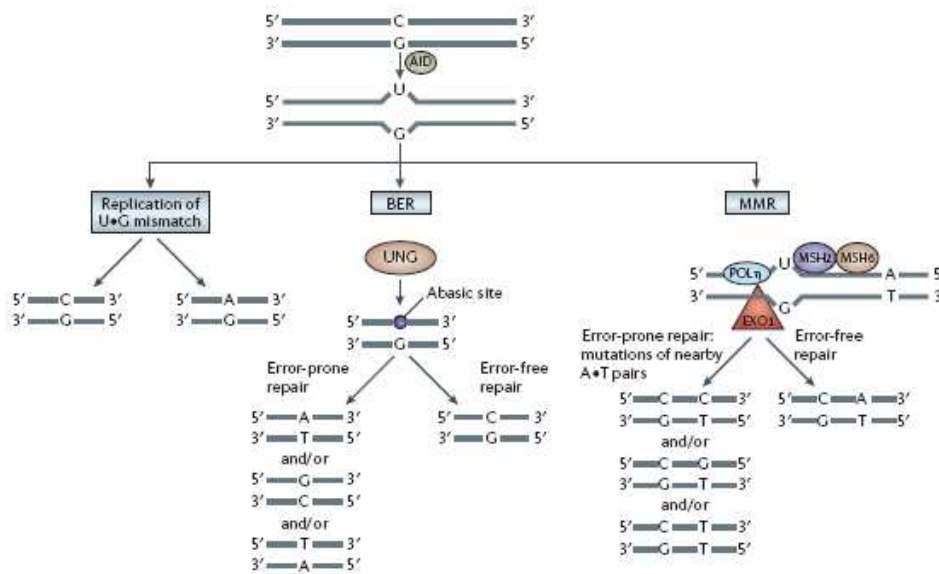 5′ C 3′
3′ G 5′
AID
U
5′ 3′
3′ 5′
G
Replication of
U•G mismatch
5′ C 3′
3′ G 5′
5′ A 3′
3′ G 5′
BER
UNG
Abasic site
5′ 3′
3′ G 5′
Error-prone
repair
5′ A 3′
3′ T 5′
and/or
5′ G 3′
3′ C 5′
and/or
5′ T 3′
3′ A 5′
Error-free
repair
5′ C 3′
3′ G 5′
MMR
POLη U MSH2 MSH6
5′ A 5′
3′ G T 3′
EXO1
Error-prone repair:
mutations of nearby
A•T pairs
5′ C C 3′
3′ G T 5′
and/or
5′ C G 5′
3′ G T 3′
and/or
5′ C T 3′
3′ G T 5′
Error-free
repair
5′ C A 3′
3′ G T 5′